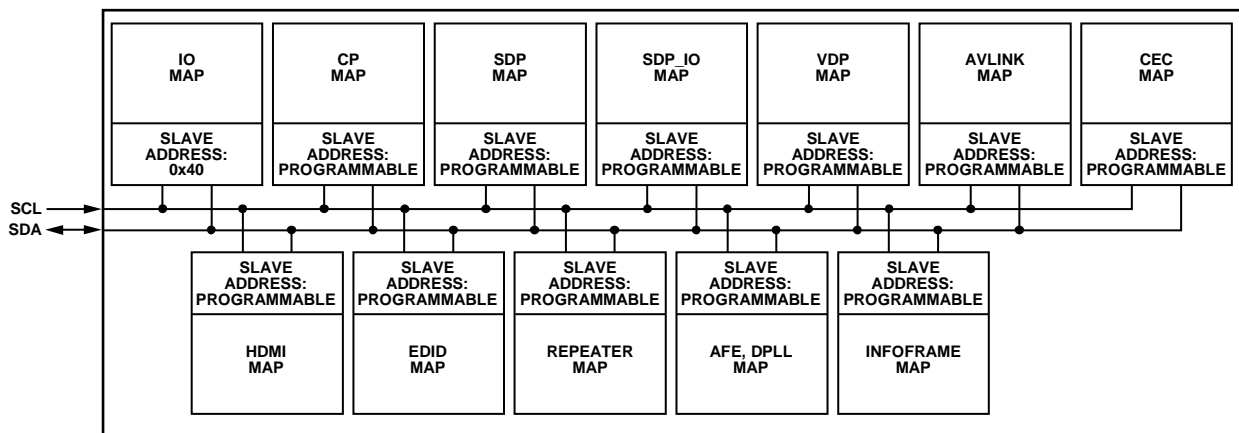 IO
MAP
SLAVE
ADDRESS:
0x40
CP
MAP
SLAVE
ADDRESS:
PROGRAMMABLE
SDP
MAP
SLAVE
ADDRESS:
PROGRAMMABLE
SDP_IO
MAP
SLAVE
ADDRESS:
PROGRAMMABLE
VDP
MAP
SLAVE
ADDRESS:
PROGRAMMABLE
AVLINK
MAP
SLAVE
ADDRESS:
PROGRAMMABLE
CEC
MAP
SLAVE
ADDRESS:
PROGRAMMABLE
SCL
SDA
SLAVE
ADDRESS:
PROGRAMMABLE
HDMI
MAP
SLAVE
ADDRESS:
PROGRAMMABLE
EDID
MAP
SLAVE
ADDRESS:
PROGRAMMABLE
REPEATER
MAP
SLAVE
ADDRESS:
PROGRAMMABLE
AFE, DPLL
MAP
SLAVE
ADDRESS:
PROGRAMMABLE
INFOFRAME
MAP